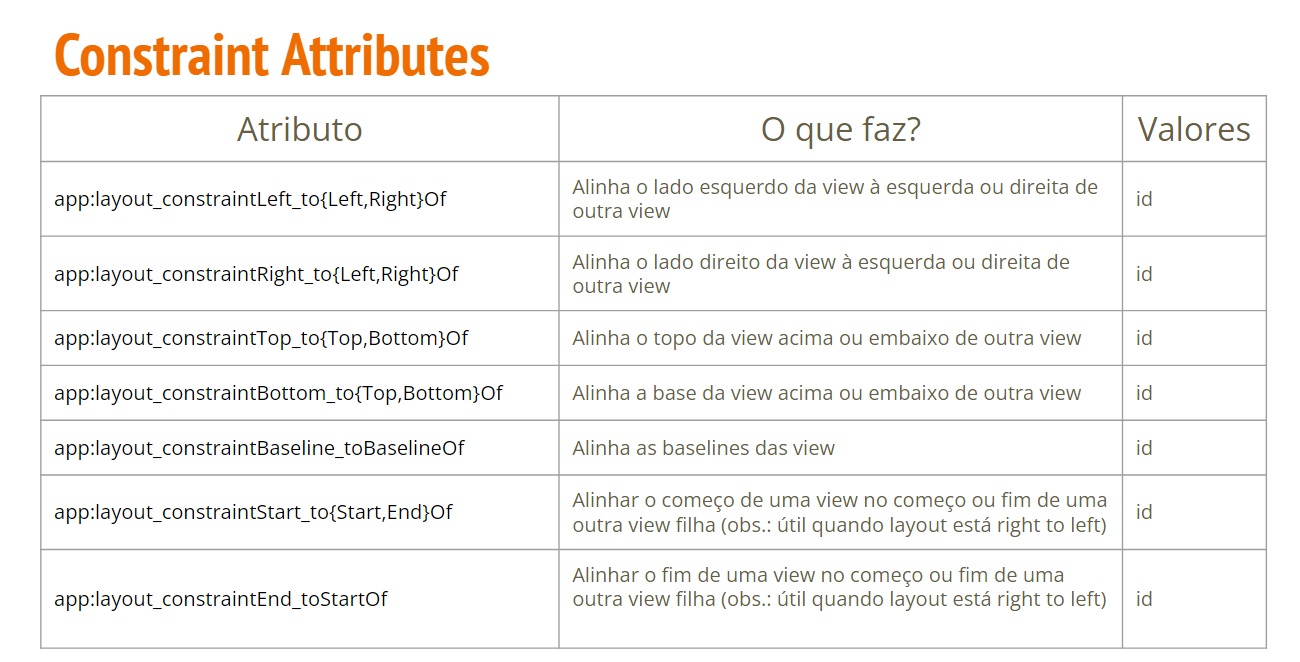 Constraint Attributes
Atributo O que faz? Valores
app:layout_constraintLeft_to{Left,Right}Of
Alinha o lado esquerdo da view à esquerda ou direita de
outra view
id
app:layout_constraintRight_to{Left,Right}Of
Alinha o lado direito da view à esquerda ou direita de
outra view
id
app:layout_constraintTop_to{Top,Bottom}Of
Alinha o topo da view acima ou embaixo de outra view
id
app:layout_constraintBottom_to{Top,Bottom}Of
Alinha a base da view acima ou embaixo de outra view
id
app:layout_constraintBaseline_toBaselineOf
Alinha as baselines das view
id
app:layout_constraintStart_to{Start,End}Of
Alinhar o começo de uma view no começo ou fim de uma
outra view filha (obs.: útil quando layout está right to left)
id
app:layout_constraintEnd_toStartOf
Alinhar o fim de uma view no começo ou fim de uma
outra view filha (obs.: útil quando layout está right to left)
id